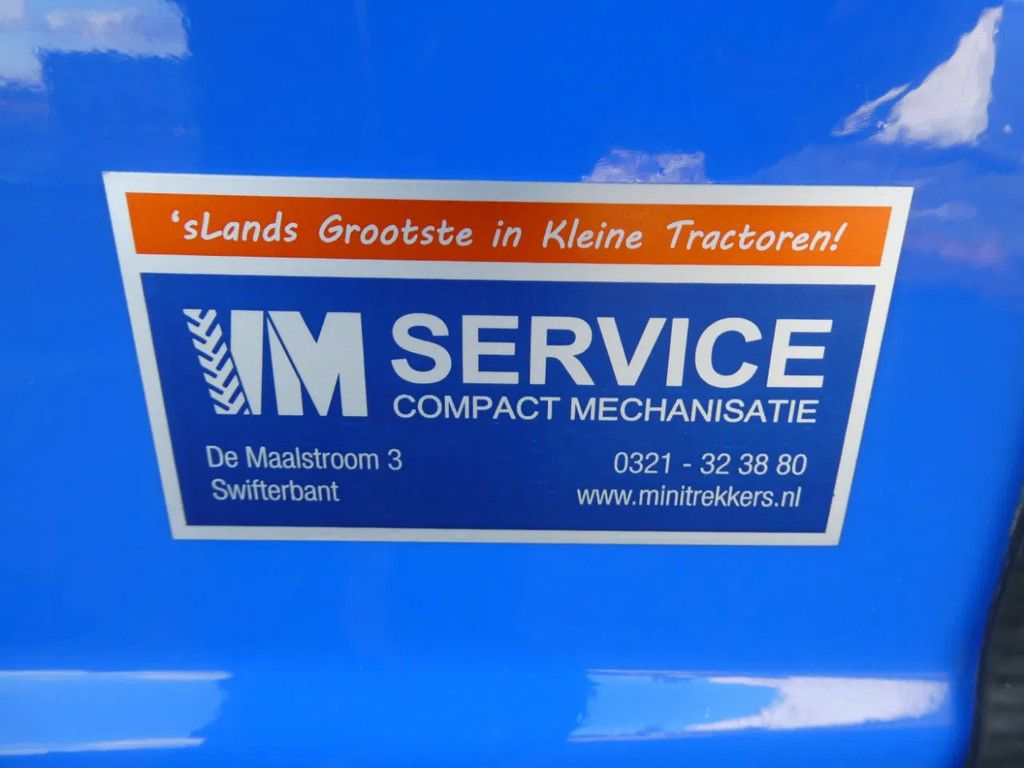 'sLands Grootste in Kleine Tractoren!
VM SERVICE
COMPACT MECHANISATIE
De Maalstroom 3
0321 - 32 38 80
Swifterbant
www.minitrekkers.nl